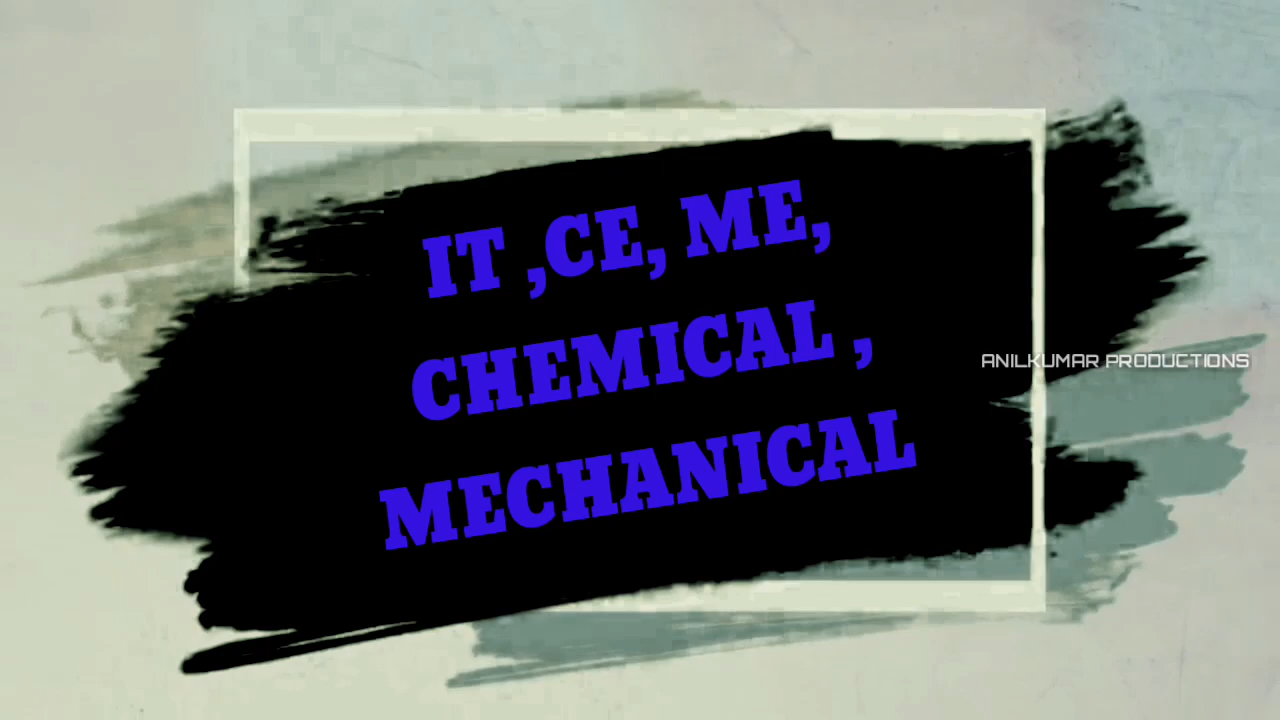 IT ,CE, ME,
CHEMICAL ,
MECHANICAL
ANILKUMAR PRODUCTIONS